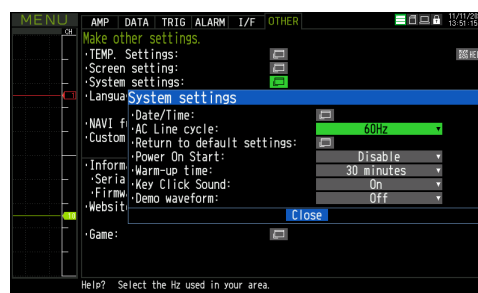 MENU AMP DATA TRIG ALARM I/F OTHER 11/11/20
CH 13:51:15
Make other settings.
·TEMP. Settings:
·Screen setting:
·System settings:
·Langua
System settings
·Date/Time:
·NAVI f
·AC Line cycle: 60Hz
·Custom
·Return to default settings:
·Power On Start: Disable
·Inform
·Warm-up time: 30 minutes
·Seria
·Key Click Sound: On
·Firmw
·Demo waveform: Off
·Websit
Close
·Game:
Help? Select the Hz used in your area.